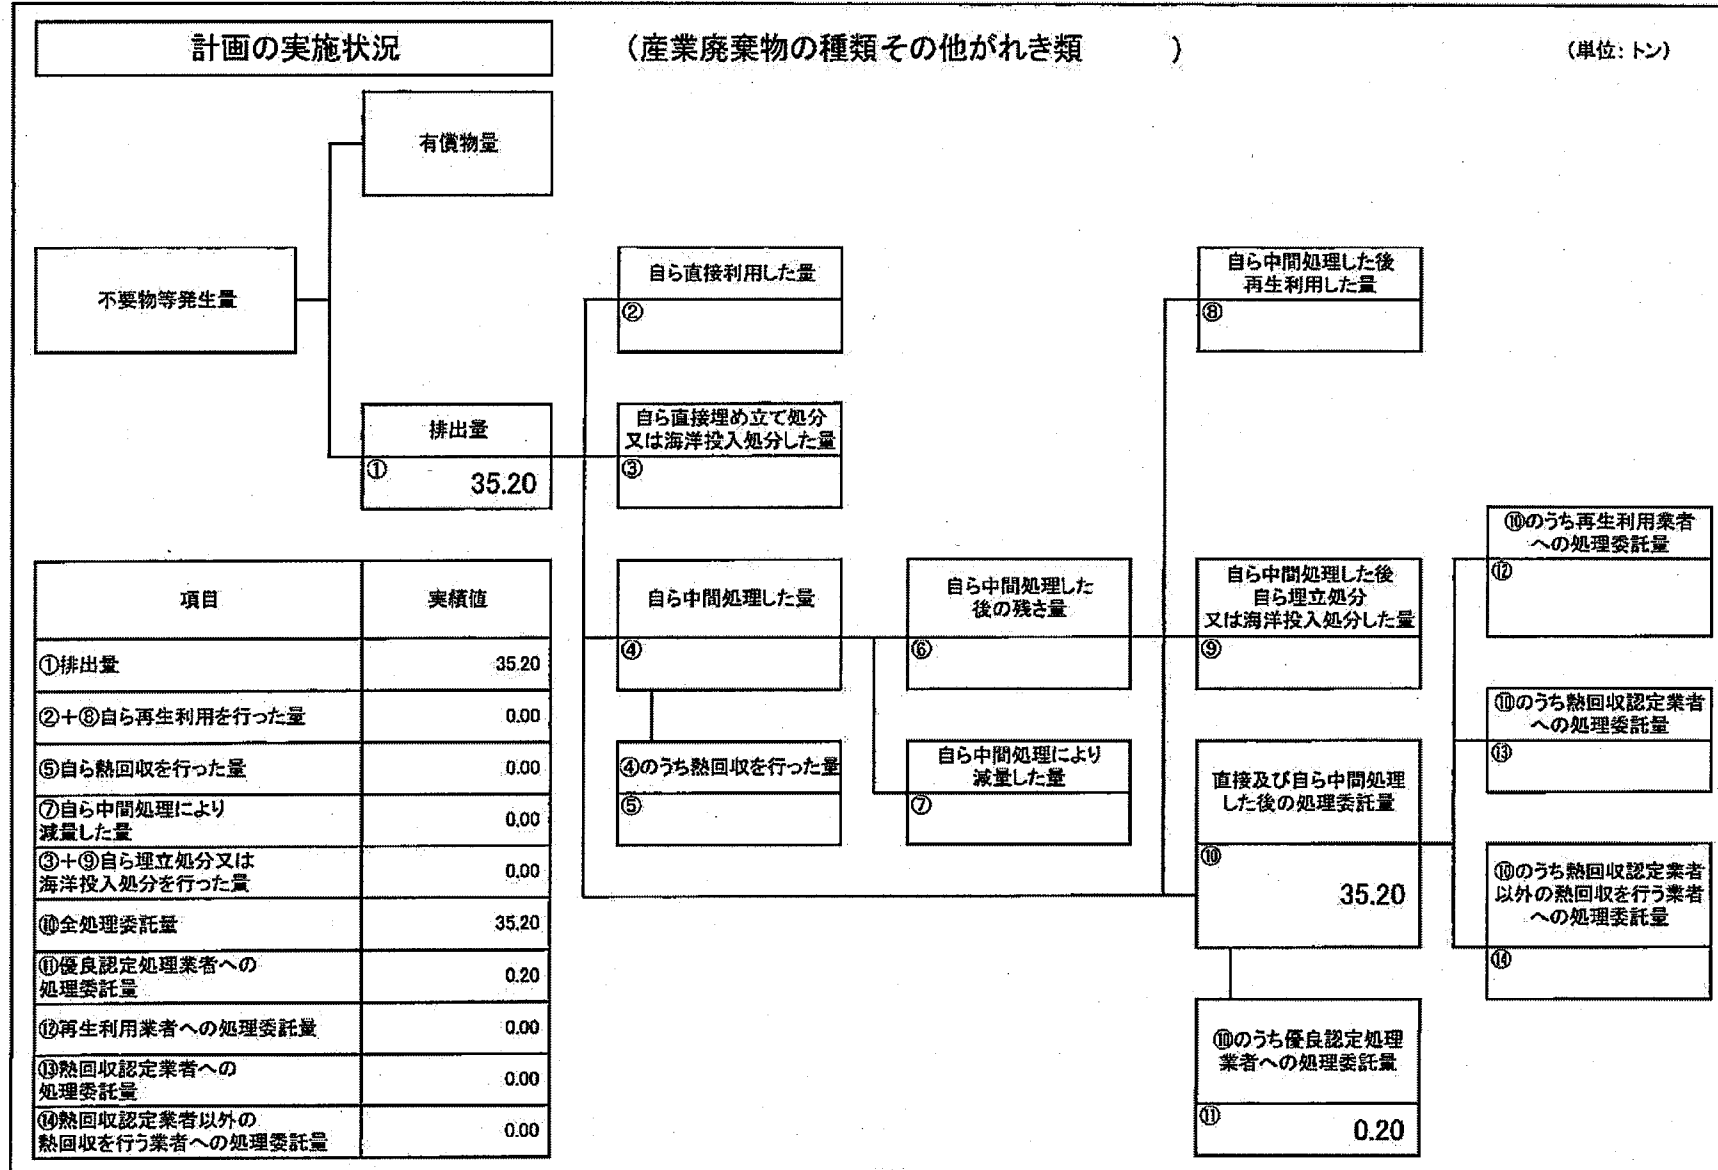 計画の実施状況
(産業廃棄物の種類その他がれき類　　　)
(単位:トン)
有償物量
不要物等発生量
自ら直接利用した量
②
自ら中間処理した後
再生利用した量
⑧
排出量
①
35.20
自ら直接埋め立て処分
又は海洋投入処分した量
③
⑩のうち再生利用業者
への処理委託量
⑫
自ら中間処理した量
④
自ら中間処理した
後の残さ量
⑥
自ら中間処理した後
自ら埋立処分
又は海洋投入処分した量
⑨
⑩のうち熱回収認定業者
への処理委託量
⑬
④のうち熱回収を行った量
⑤
自ら中間処理により
減量した量
⑦
直接及び自ら中間処理
した後の処理委託量
⑩
35.20
⑩のうち熱回収認定業者
以外の熱回収を行う業者
への処理委託量
⑭
⑩のうち優良認定処理
業者への処理委託量
⑪
0.20
項目 実績値
①排出量 35.20
②+⑧自ら再生利用を行った量 0.00
⑤自ら熱回収を行った量 0.00
⑦自ら中間処理により
減量した量 0.00
③+⑨自ら埋立処分又は
海洋投入処分を行った量 0.00
⑩全処理委託量 35.20
⑪優良認定処理業者への
処理委託量 0.20
⑫再生利用業者への処理委託量 0.00
⑬熱回収認定業者への
処理委託量 0.00
⑭熱回収認定業者以外の
熱回収を行う業者への処理委託量 0.00